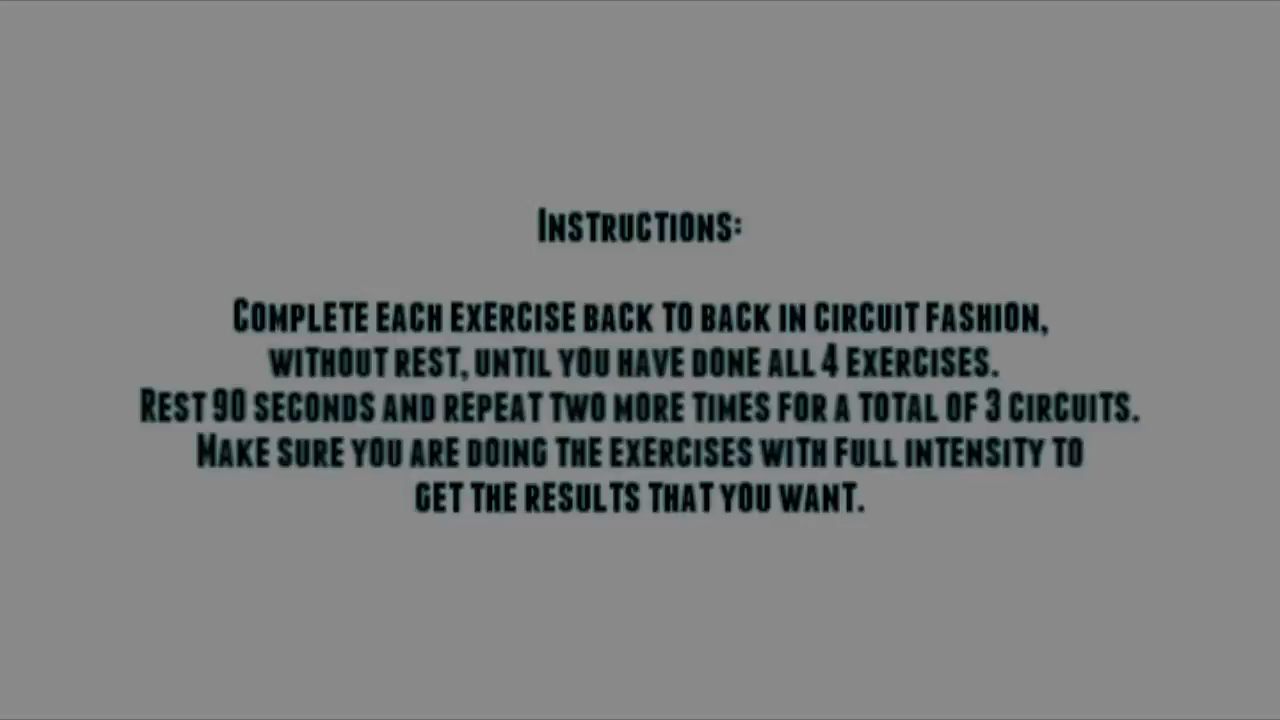 Instructions:
Complete each exercise back to back in circuit fashion,
without rest, until you have done all 4 exercises.
Rest 90 seconds and repeat two more times for a total of 3 circuits.
Make sure you are doing the exercises with full intensity to
get the results that you want.